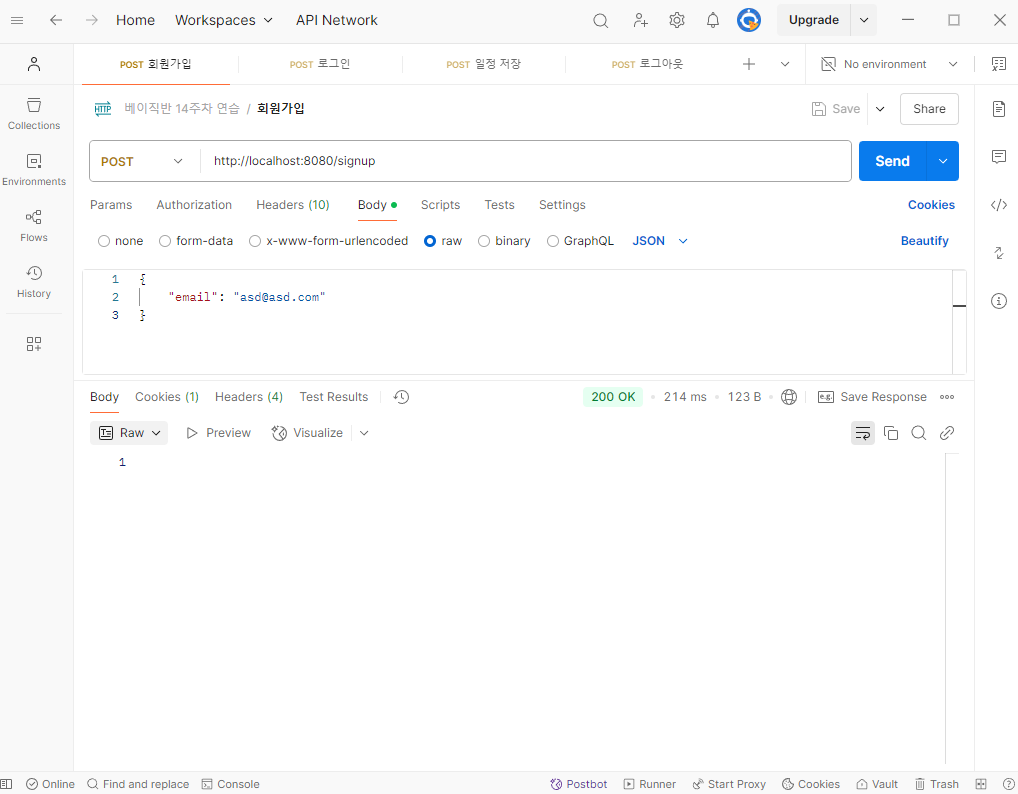 Home Workspaces API Network Upgrade
POST 회원가입 POST 로그인 POST 일정 저장 POST 로그아웃 No environment
HTTP 베이직반 14주차 연습 / 회원가입 Save Share
POST http://localhost:8080/signup Send
Params Authorization Headers (10) Body Scripts Tests Settings Cookies
none form-data x-www-form-urlencoded raw binary GraphQL JSON Beautify
1 {
2 "email": "asd@asd.com"
3 }
Body Cookies (1) Headers (4) Test Results 200 OK • 214 ms • 123 B • e.g. Save Response
Raw Preview Visualize
1
Collections
Environments
Flows
History
Online Find and replace Console Postbot Runner Start Proxy Cookies Vault Trash